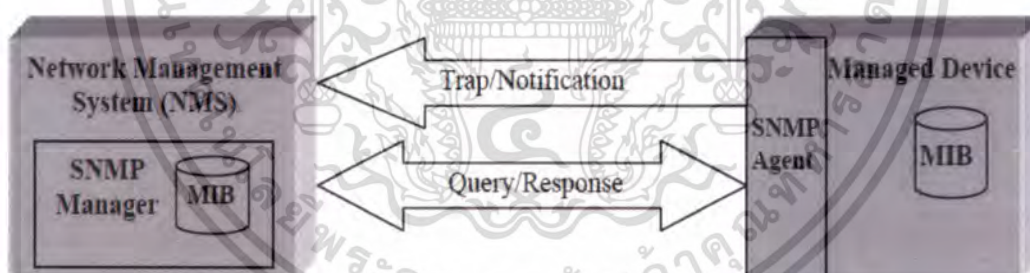 Network Management
System (NMS)
SNMP
Manager
MIB
Trap/Notification
Query/Response
SNMP
Agent
Managed Device
MIB